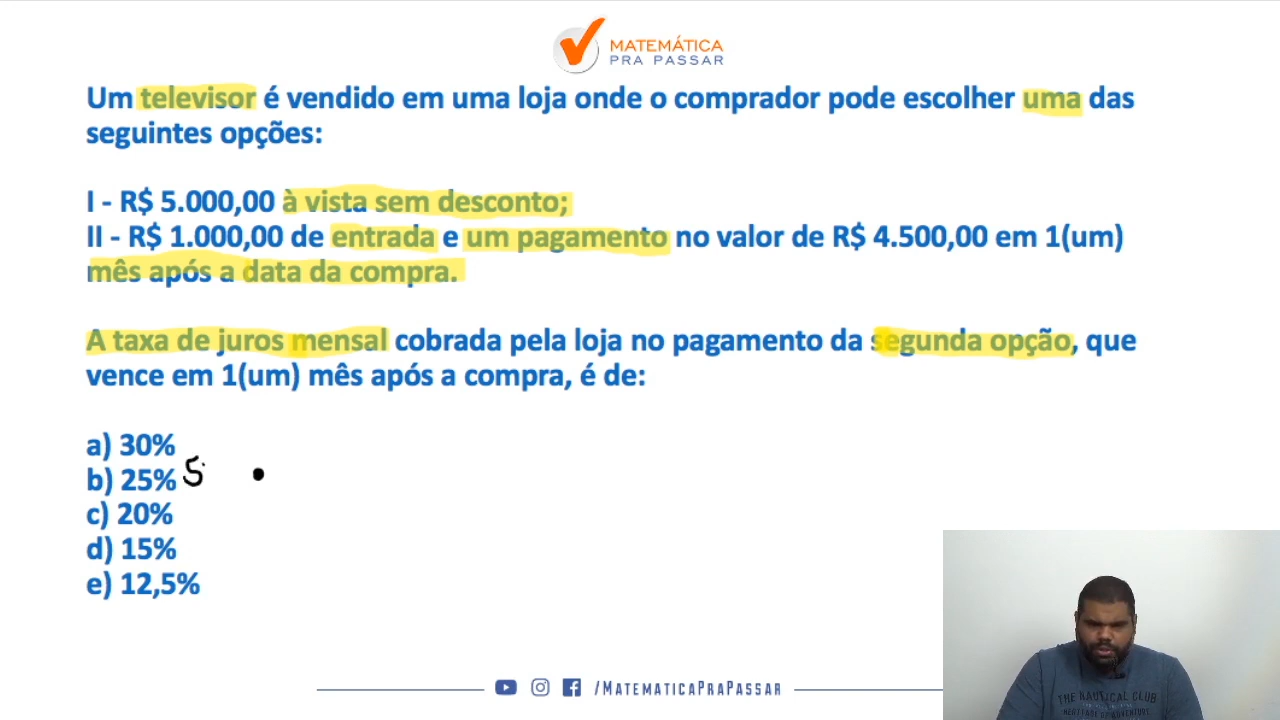 MATEMÁTICA
PRA PASSAR
Um televisor é vendido em uma loja onde o comprador pode escolher uma das
seguintes opções:
I - R$ 5.000,00 à vista sem desconto;
II - R$ 1.000,00 de entrada e um pagamento no valor de R$ 4.500,00 em 1(um)
mês após a data da compra.
A taxa de juros mensal cobrada pela loja no pagamento da segunda opção, que
vence em 1(um) mês após a compra, é de:
a) 30%
b) 25% 5
c) 20%
d) 15%
e) 12,5%
/MATEMATICAPRAPASSAR
THE NAUTICAL CLUB